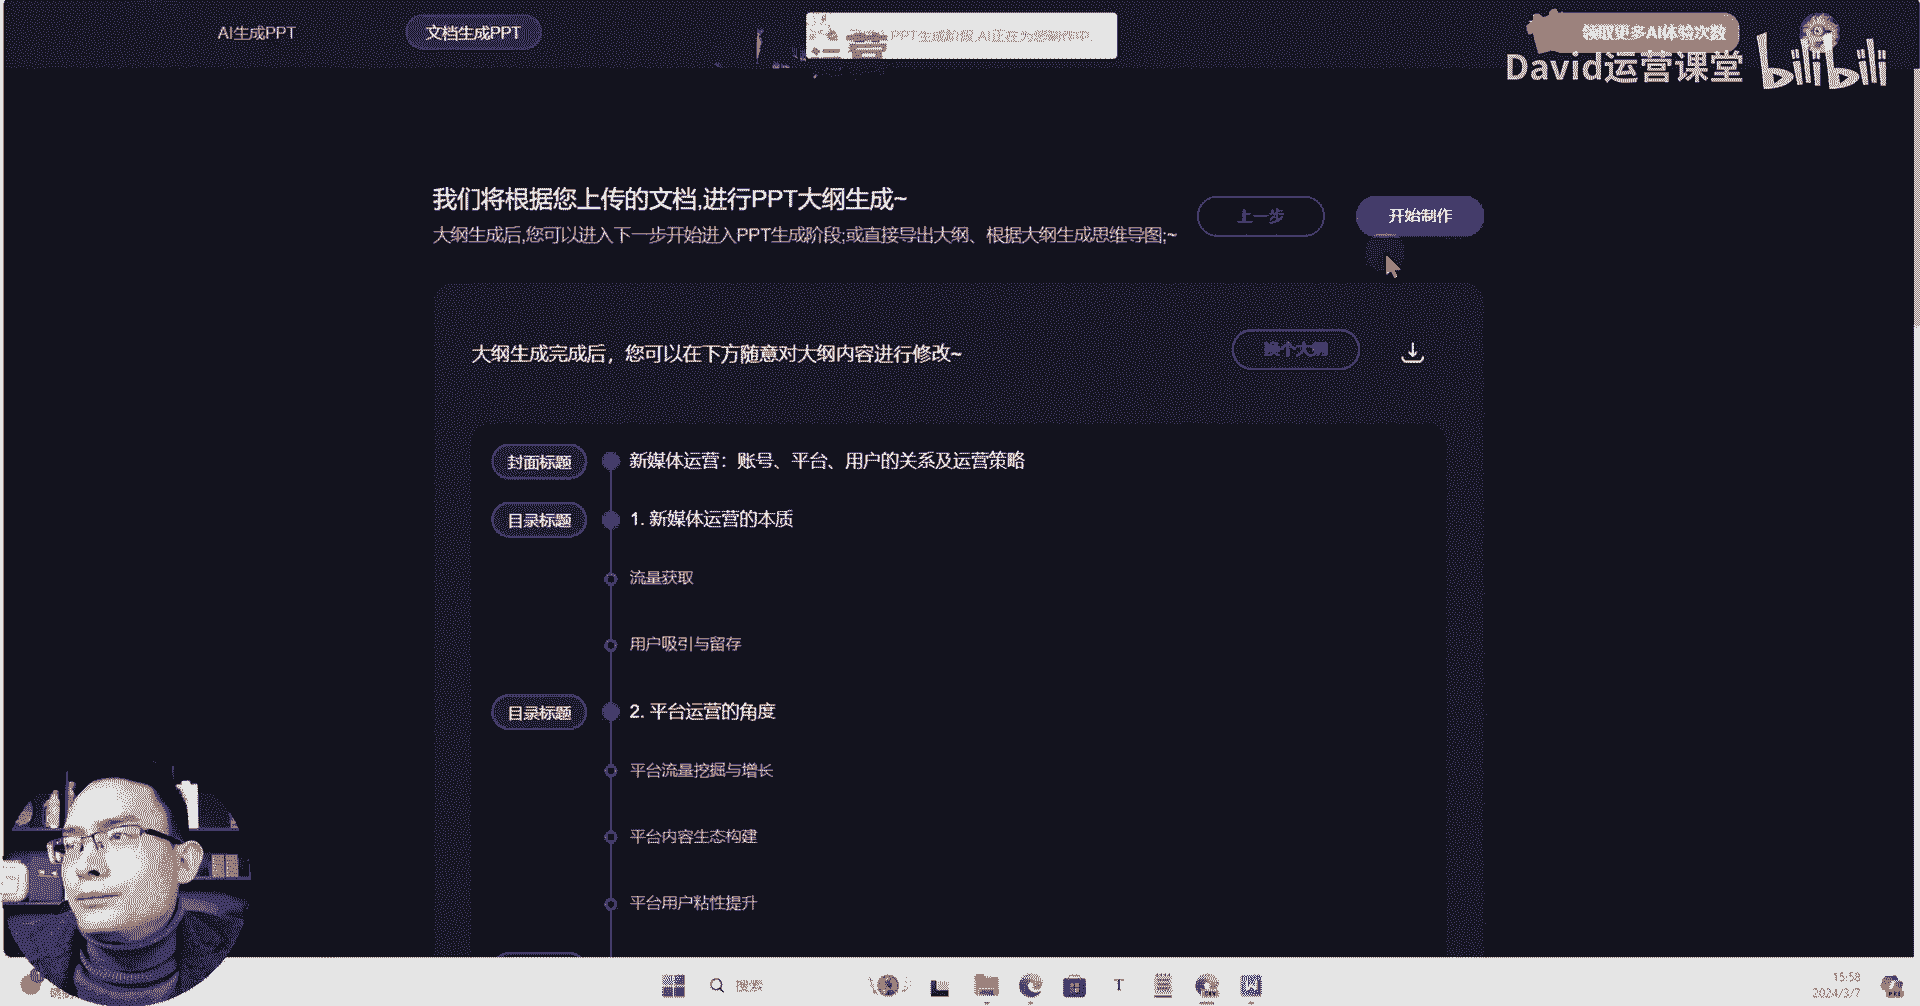 AI生成PPT
文档生成PPT
PPT生成阶段,AI正在为您制作中
领取更多AI体验次数
David运营课堂
bilibili
我们将根据您上传的文档,进行PPT大纲生成~
大纲生成后,您可以进入下一步开始进入PPT生成阶段;或直接导出大纲、根据大纲生成思维导图;~
上一步
开始制作
大纲生成完成后，您可以在下方随意对大纲内容进行修改~
换个大纲
封面标题
新媒体运营：账号、平台、用户的关系及运营策略
目录标题
1. 新媒体运营的本质
流量获取
用户吸引与留存
目录标题
2. 平台运营的角度
平台流量挖掘与增长
平台内容生态构建
平台用户粘性提升
搜索
15:58
2024/3/7